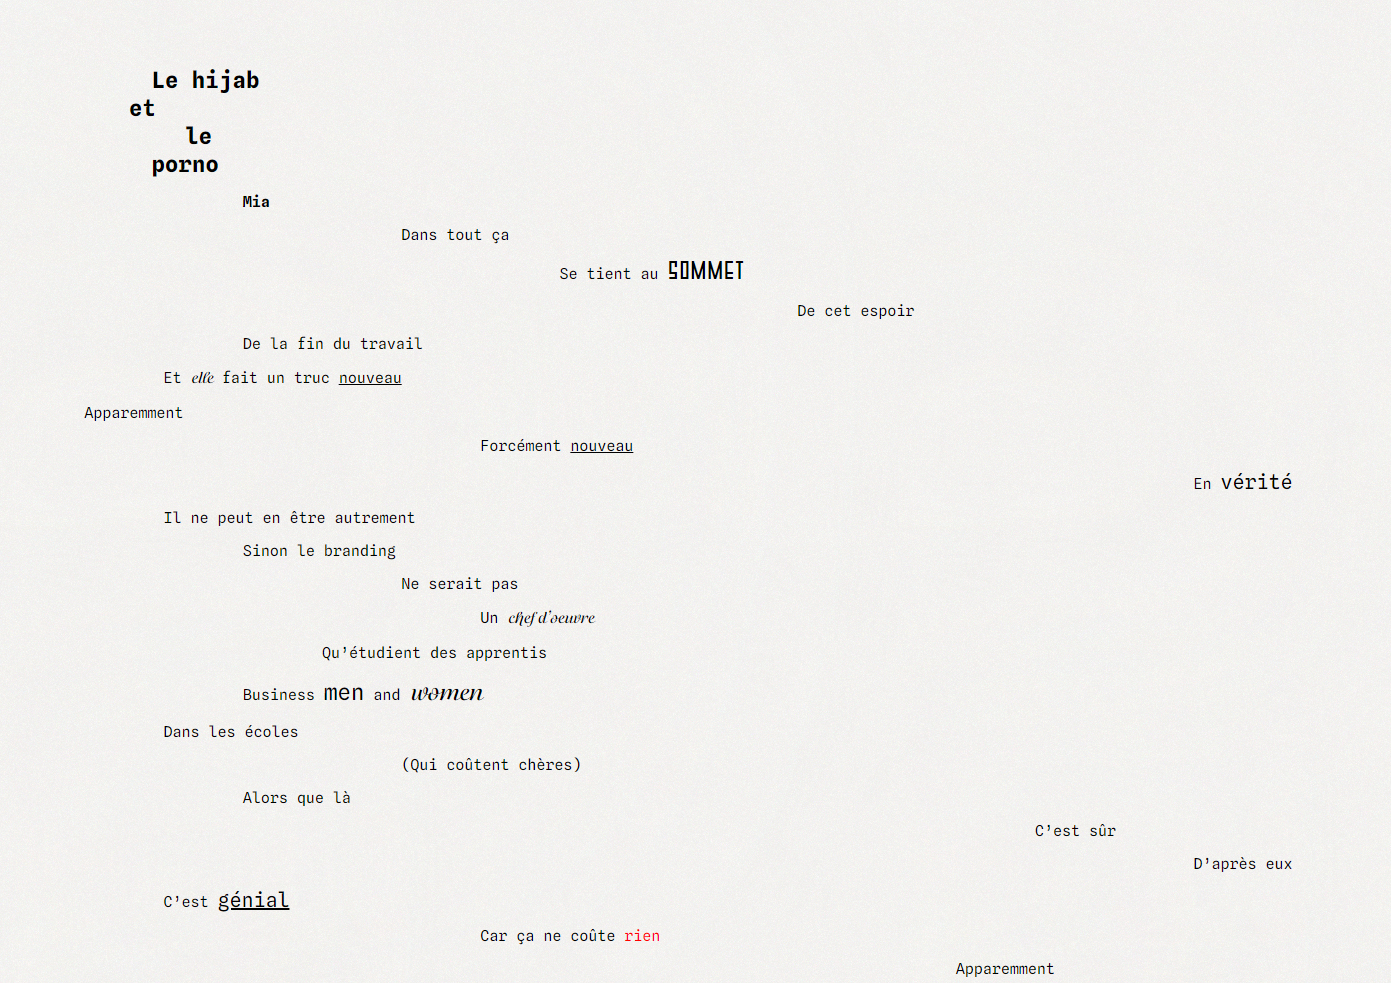 Le hijab
et
le
porno
Mia
Dans tout ça
Se tient au SOMMET
De cet espoir
De la fin du travail
Et elle fait un truc nouveau
Apparemment
Forcément nouveau
En vérité
Il ne peut en être autrement
Sinon le branding
Ne serait pas
Un chef d'oeuvre
Qu'étudient des apprentis
Business men and women
Dans les écoles
(Qui coûtent chères)
Alors que là
C'est sûr
D'après eux
C'est génial
Car ça ne coûte rien
Apparemment